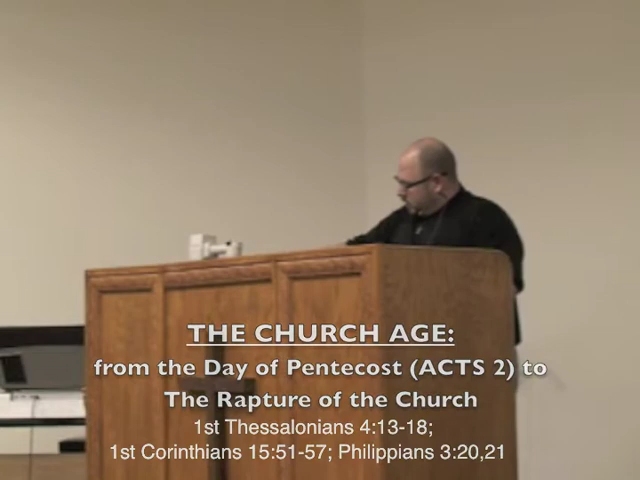 THE CHURCH AGE:
from the Day of Pentecost (ACTS 2) to
The Rapture of the Church
1st Thessalonians 4:13-18;
1st Corinthians 15:51-57; Philippians 3:20,21